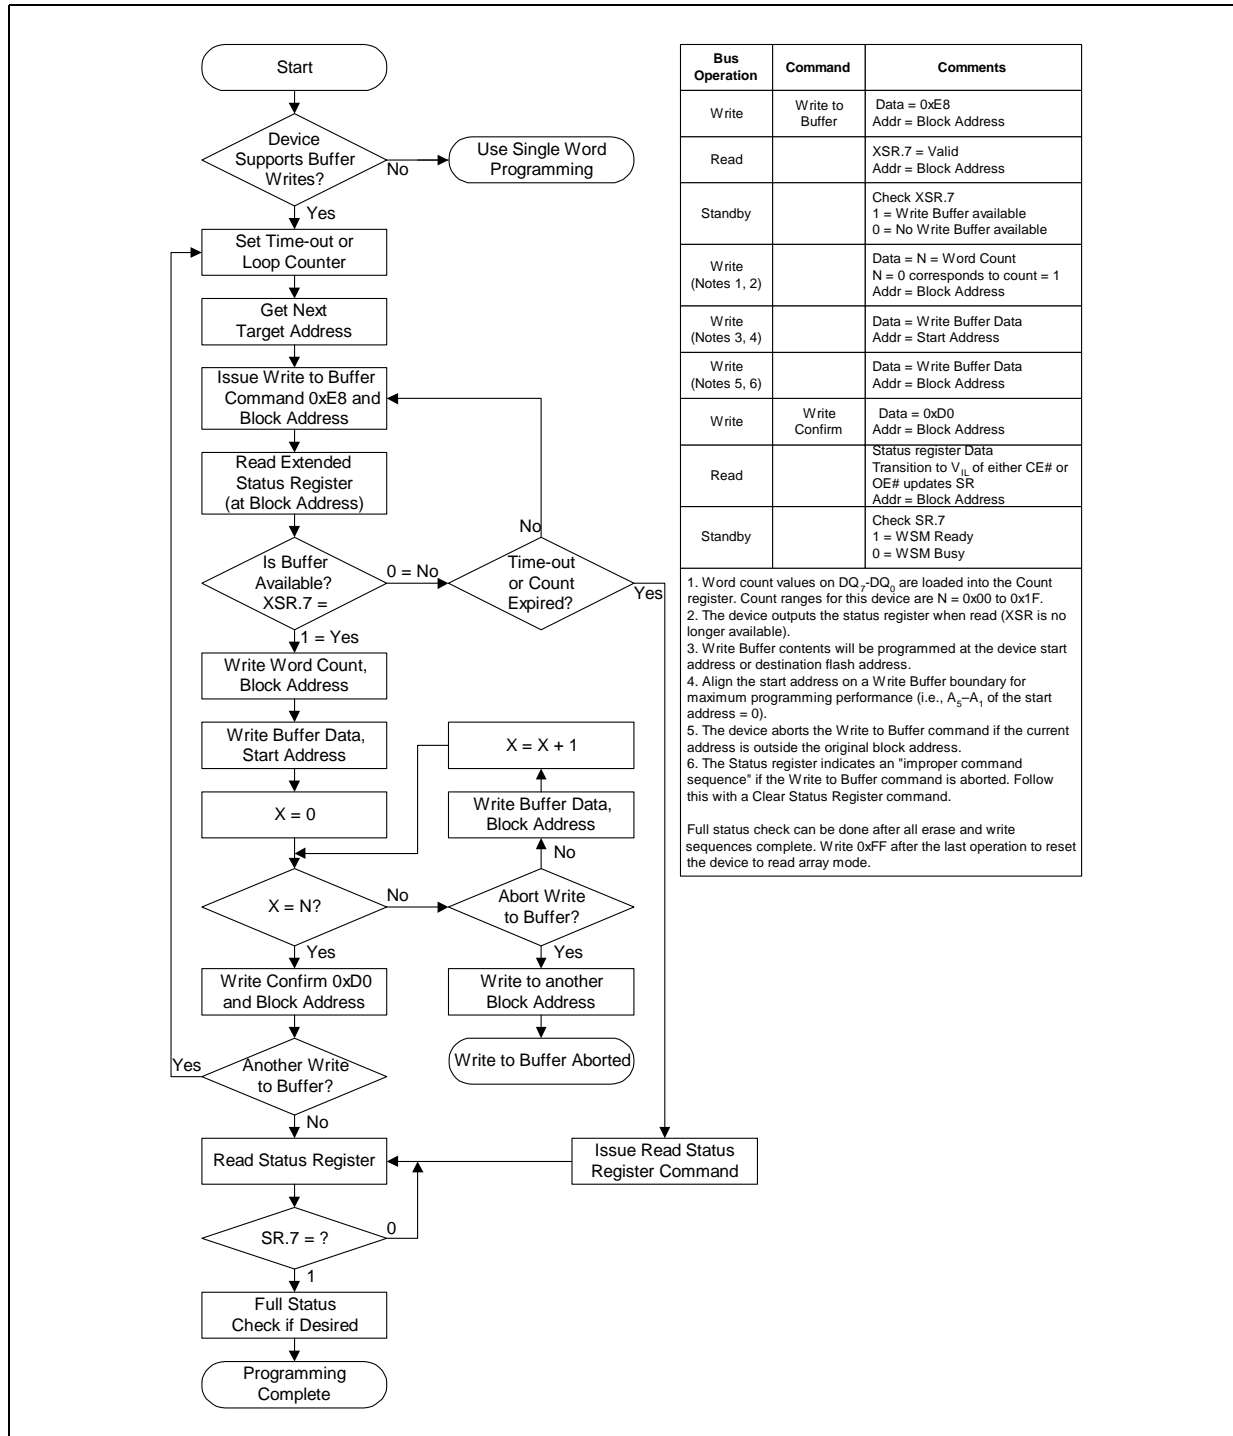 Start
Device
Supports Buffer
Writes?
No
Use Single Word
Programming
Yes
Set Time-out or
Loop Counter
Get Next
Target Address
Issue Write to Buffer
Command 0xE8 and
Block Address
Read Extended
Status Register
(at Block Address)
No
Is Buffer
Available?
XSR.7 =
0 = No
Time-out
or Count
Expired?
Yes
1 = Yes
Write Word Count,
Block Address
Write Buffer Data,
Start Address
X = X + 1
X = 0
Write Buffer Data,
Block Address
No
X = N?
No
Abort Write
to Buffer?
Yes
Yes
Write Confirm 0xD0
and Block Address
Write to another
Block Address
Yes
Another Write
to Buffer?
Write to Buffer Aborted
No
Read Status Register
Issue Read Status
Register Command
SR.7 = ?
0
1
Full Status
Check if Desired
Programming
Complete
Bus
Operation
Command
Comments
Write
Write to
Buffer
Data = 0xE8
Addr = Block Address
Read
XSR.7 = Valid
Addr = Block Address
Standby
Check XSR.7
1 = Write Buffer available
0 = No Write Buffer available
Write
(Notes 1, 2)
Data = N = Word Count
N = 0 corresponds to count = 1
Addr = Block Address
Write
(Notes 3, 4)
Data = Write Buffer Data
Addr = Start Address
Write
(Notes 5, 6)
Data = Write Buffer Data
Addr = Block Address
Write
Write
Confirm
Data = 0xD0
Addr = Block Address
Read
Status register Data
Transition to VIL of either CE# or
OE# updates SR
Addr = Block Address
Standby
Check SR.7
1 = WSM Ready
0 = WSM Busy
1. Word count values on DQ7-DQ0 are loaded into the Count
register. Count ranges for this device are N = 0x00 to 0x1F.
2. The device outputs the status register when read (XSR is no
longer available).
3. Write Buffer contents will be programmed at the device start
address or destination flash address.
4. Align the start address on a Write Buffer boundary for
maximum programming performance (i.e., A5–A1 of the start
address = 0).
5. The device aborts the Write to Buffer command if the current
address is outside the original block address.
6. The Status register indicates an "improper command
sequence" if the Write to Buffer command is aborted. Follow
this with a Clear Status Register command.
Full status check can be done after all erase and write
sequences complete. Write 0xFF after the last operation to reset
the device to read array mode.